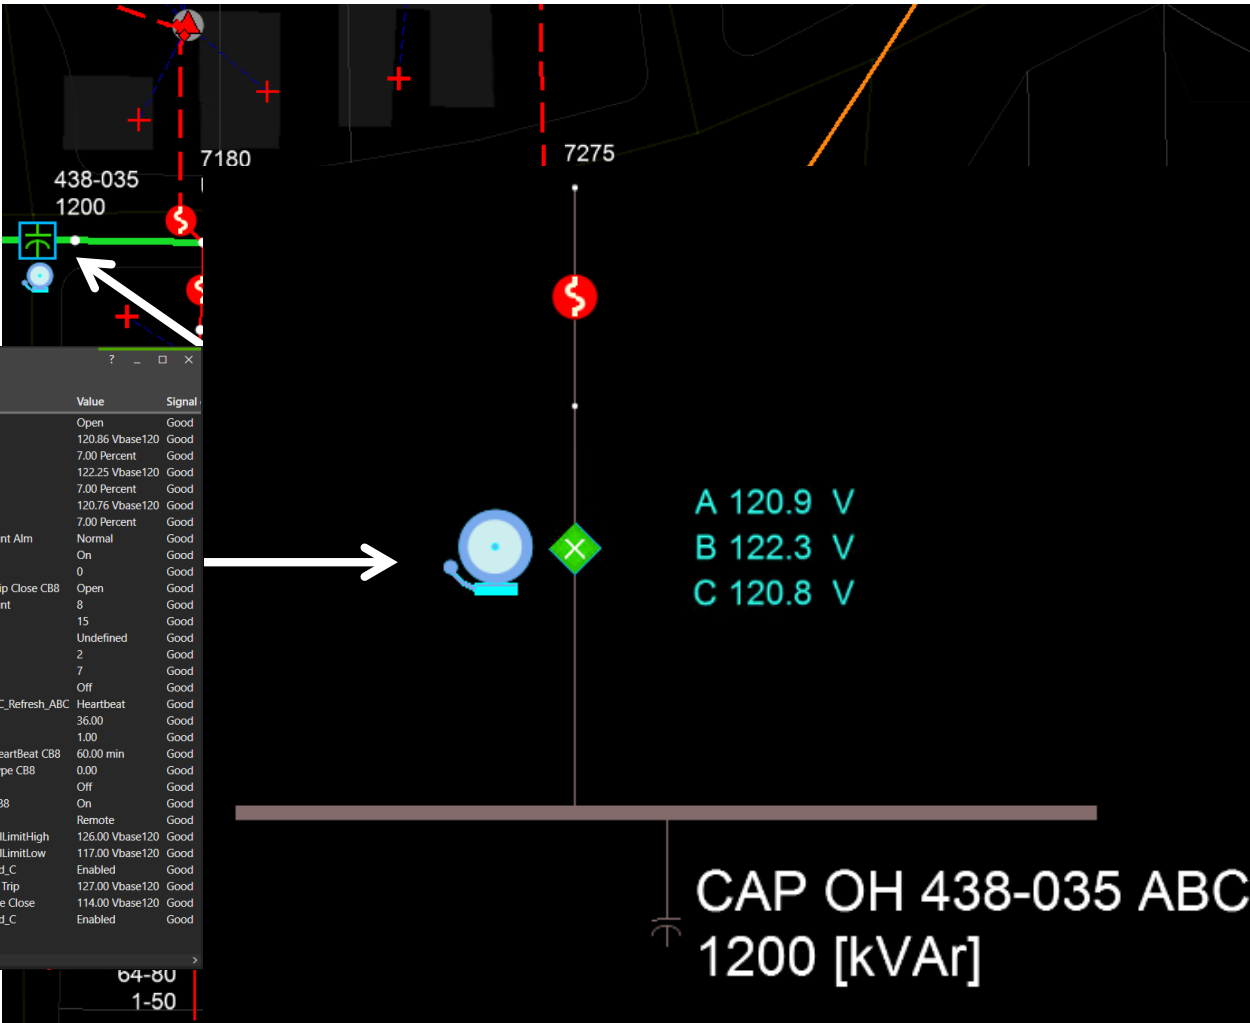 7180
7275
438-035
1200
? _ □ ×
Value Signal
Open Good
120.86 Vbase120 Good
7.00 Percent Good
122.25 Vbase120 Good
7.00 Percent Good
120.76 Vbase120 Good
7.00 Percent Good
nt Alm Normal Good
On Good
0 Good
ip Close CB8 Open Good
nt 8 Good
15 Good
Undefined Good
2 Good
7 Good
Off Good
C_Refresh_ABC Heartbeat Good
36.00 Good
1.00 Good
eartBeat CB8 60.00 min Good
pe CB8 0.00 Good
Off Good
B8 On Good
Remote Good
lLimitHigh 126.00 Vbase120 Good
lLimitLow 117.00 Vbase120 Good
d_C Enabled Good
Trip 127.00 Vbase120 Good
e Close 114.00 Vbase120 Good
d_C Enabled Good
64-80
1-50
A 120.9 V
B 122.3 V
C 120.8 V
CAP OH 438-035 ABC
1200 [kVAr]